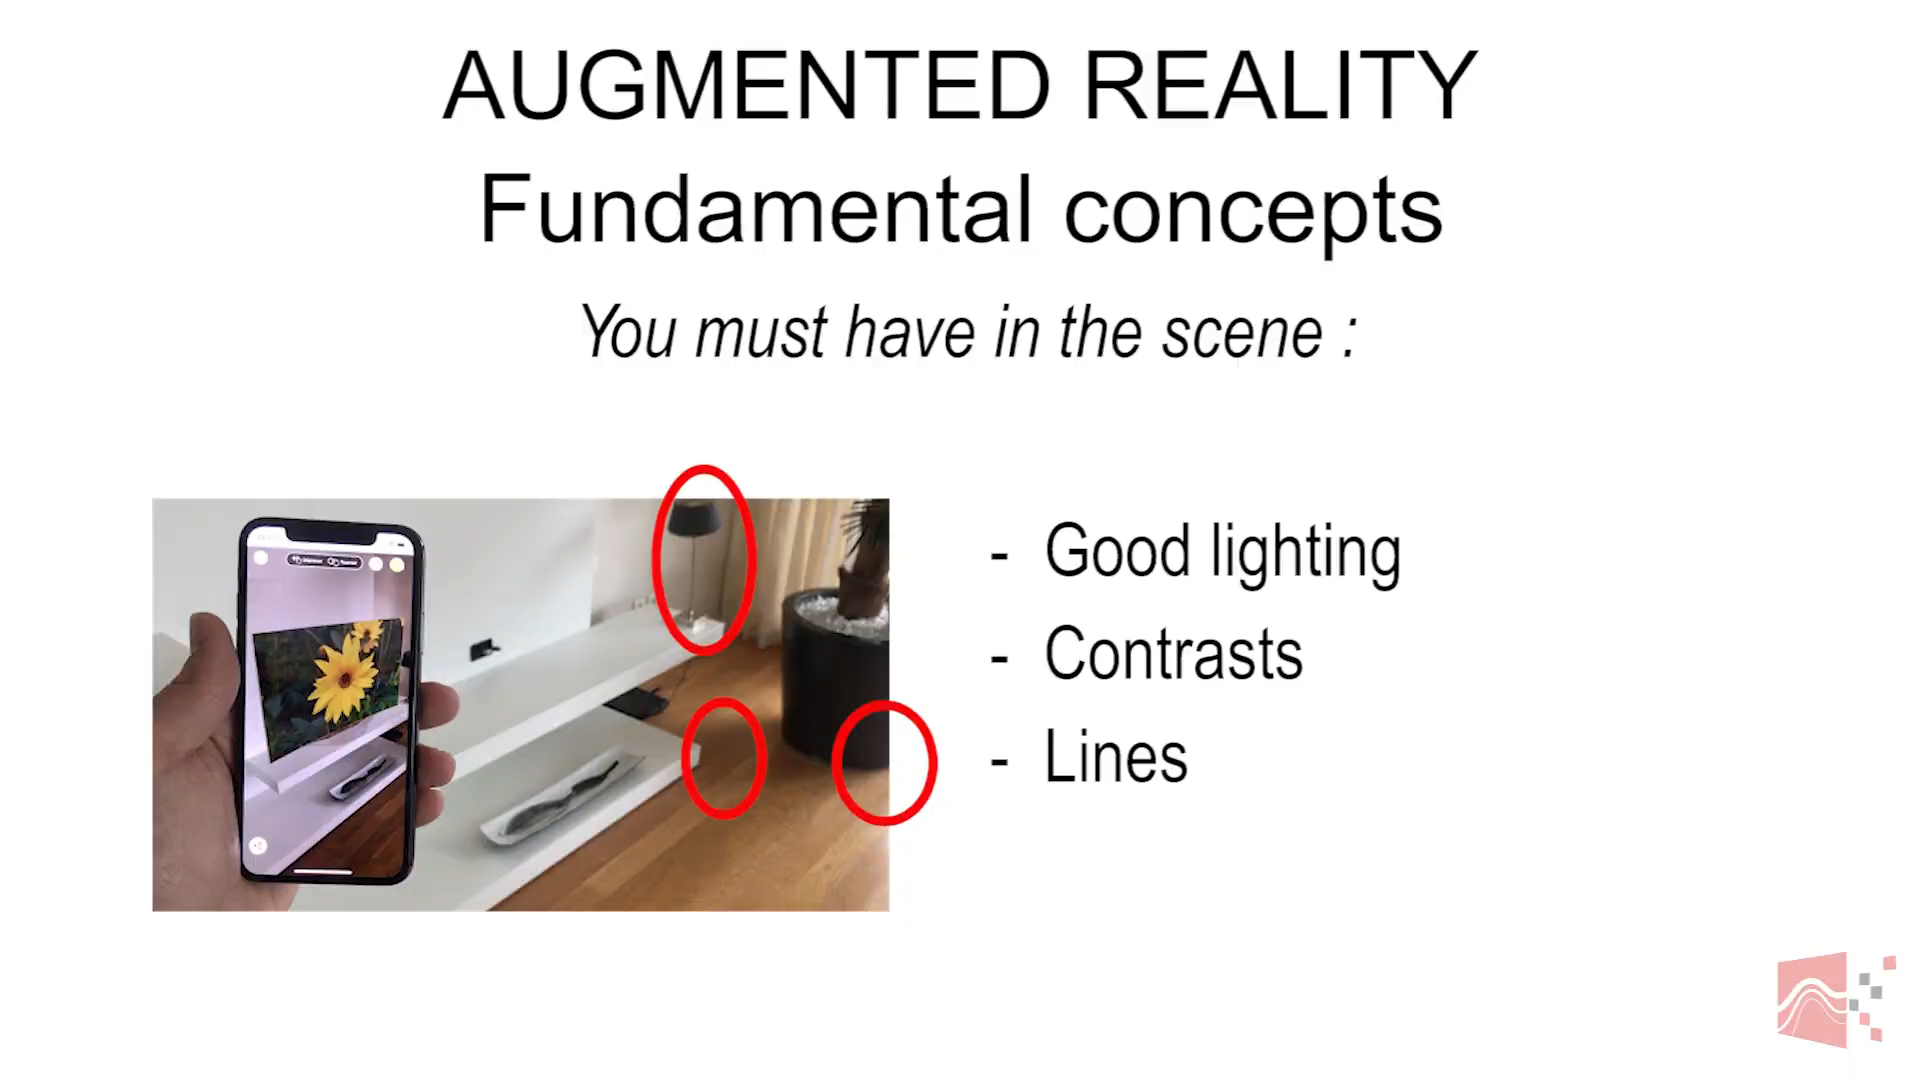 AUGMENTED REALITY
Fundamental concepts
You must have in the scene :
- Good lighting
- Contrasts
- Lines